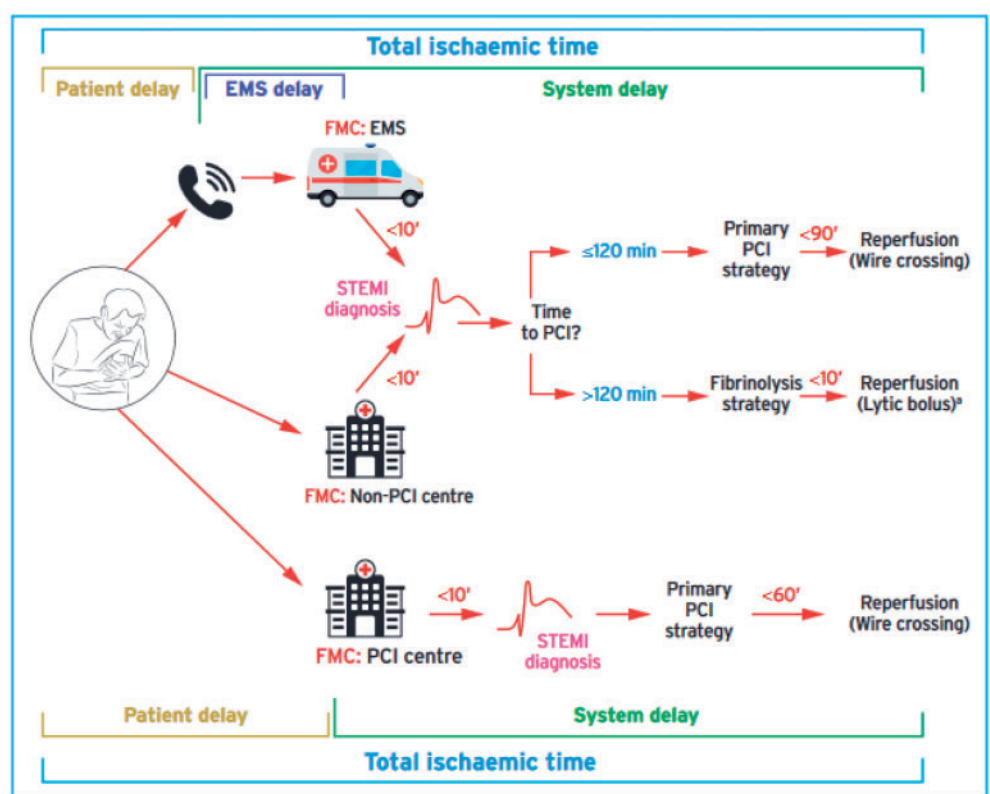 Total ischaemic time
Patient delay
EMS delay
System delay
FMC: EMS
<10'
STEMI
diagnosis
<10'
Time
to PCI?
≤120 min
Primary
PCI
strategy
<90'
Reperfusion
(Wire crossing)
>120 min
Fibrinolysis
strategy
<10'
Reperfusion
(Lytic bolus)ª
FMC: Non-PCI centre
FMC: PCI centre
<10'
STEMI
diagnosis
Primary
PCI
strategy
<60'
Reperfusion
(Wire crossing)
Patient delay
System delay
Total ischaemic time